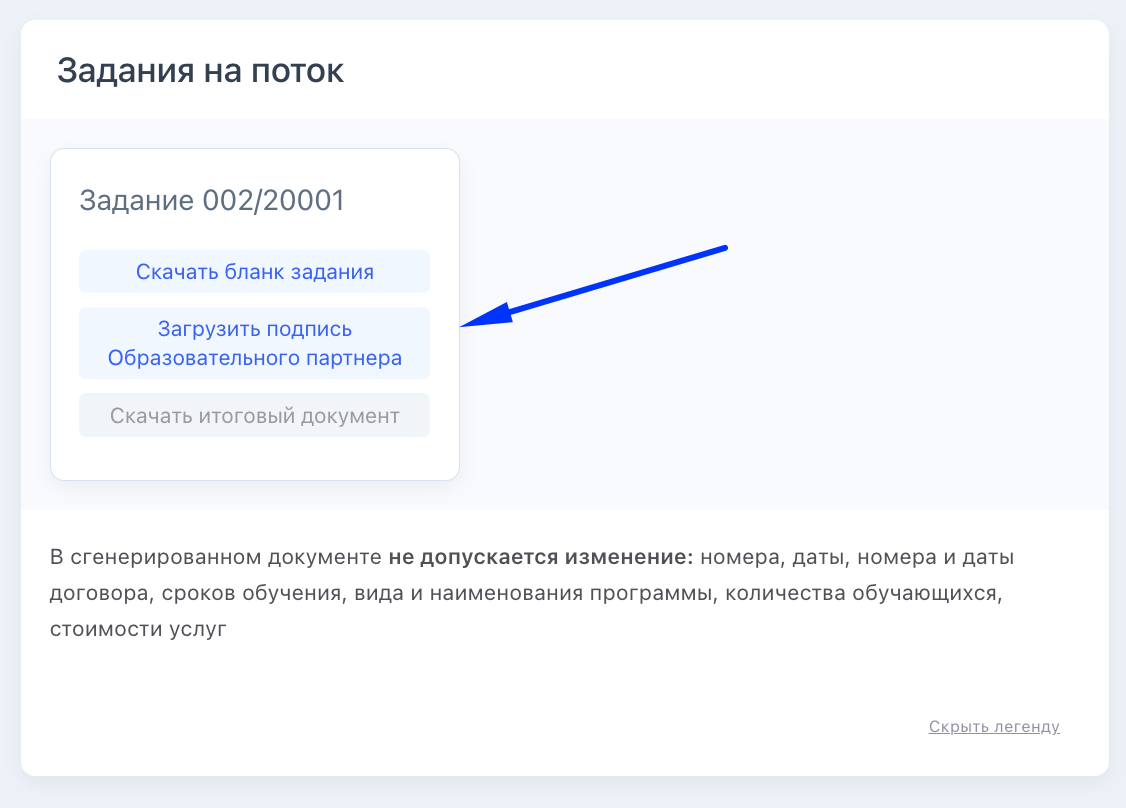 Задания на поток
Задание 002/20001
Скачать бланк задания
Загрузить подпись
Образовательного партнера
Скачать итоговый документ
В сгенерированном документе не допускается изменение: номера, даты, номера и даты
договора, сроков обучения, вида и наименования программы, количества обучающихся,
стоимости услуг
Скрыть легенду